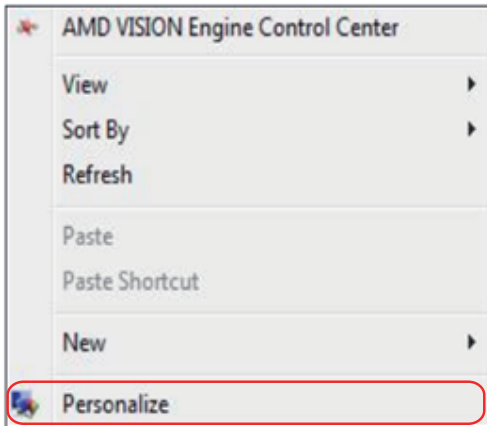 AMD VISION Engine Control Center
View
Sort By
Refresh
Paste
Paste Shortcut
New
Personalize